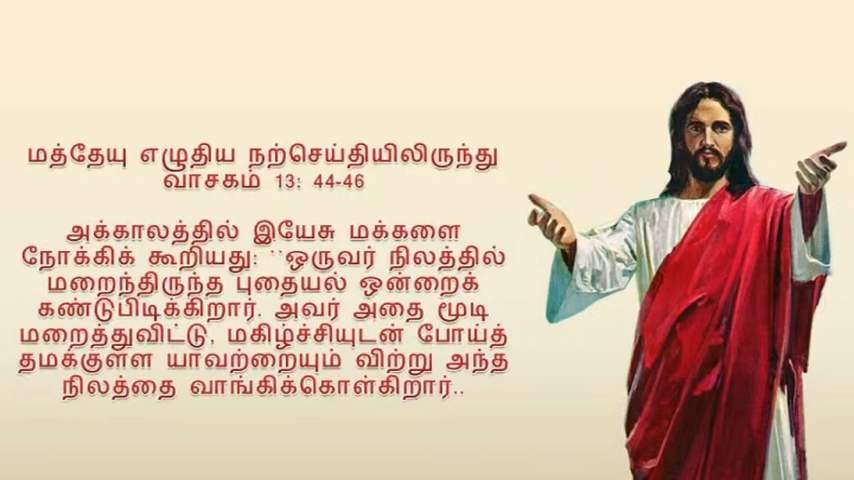 மத்தேயு எழுதிய நற்செய்தியிலிருந்து
வாசகம் 13: 44-46
அக்காலத்தில் இயேசு மக்களை
நோக்கிக் கூறியது: ``ஒருவர் நிலத்தில்
மறைந்திருந்த புதையல் ஒன்றைக்
கண்டுபிடிக்கிறார். அவர் அதை மூடி
மறைத்துவிட்டு, மகிழ்ச்சியுடன் போய்த்
தமக்குள்ள யாவற்றையும் விற்று அந்த
நிலத்தை வாங்கிக்கொள்கிறார்..